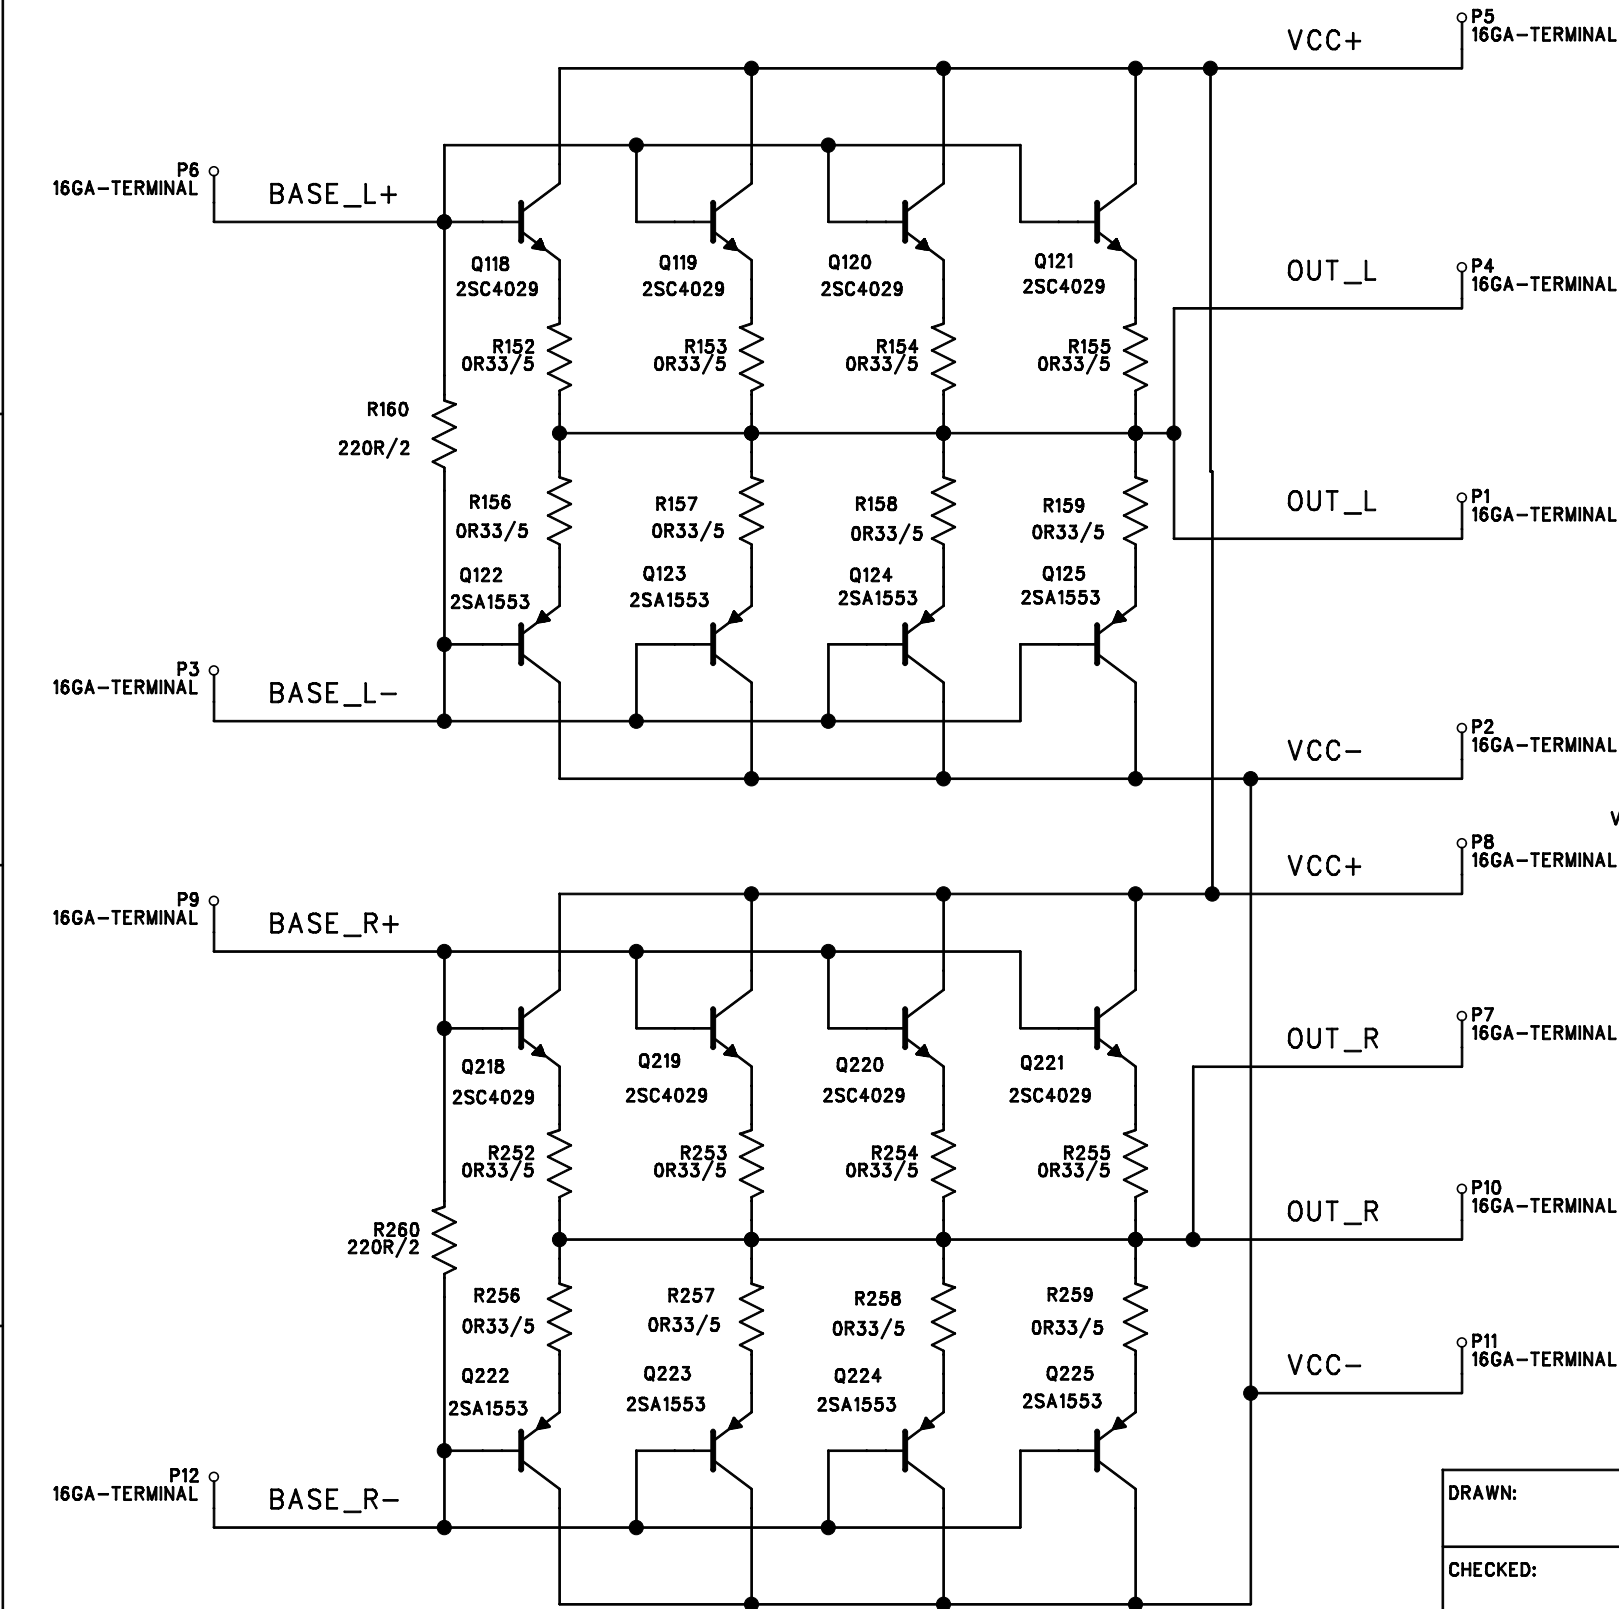 P5
16GA-TERMINAL
VCC+
P6
16GA-TERMINAL
BASE_L+
Q118
2SC4029
Q119
2SC4029
Q120
2SC4029
Q121
2SC4029
OUT_L
P4
16GA-TERMINAL
R152
0R33/5
R153
0R33/5
R154
0R33/5
R155
0R33/5
R160
220R/2
R156
0R33/5
R157
0R33/5
R158
0R33/5
R159
0R33/5
OUT_L
P1
16GA-TERMINAL
Q122
2SA1553
Q123
2SA1553
Q124
2SA1553
Q125
2SA1553
P3
16GA-TERMINAL
BASE_L-
VCC-
P2
16GA-TERMINAL
V
VCC+
P8
16GA-TERMINAL
P9
16GA-TERMINAL
BASE_R+
Q218
2SC4029
Q219
2SC4029
Q220
2SC4029
Q221
2SC4029
OUT_R
P7
16GA-TERMINAL
R252
0R33/5
R253
0R33/5
R254
0R33/5
R255
0R33/5
OUT_R
P10
16GA-TERMINAL
R260
220R/2
R256
0R33/5
R257
0R33/5
R258
0R33/5
R259
0R33/5
Q222
2SA1553
Q223
2SA1553
Q224
2SA1553
Q225
2SA1553
VCC-
P11
16GA-TERMINAL
P12
16GA-TERMINAL
BASE_R-
DRAWN:
CHECKED: